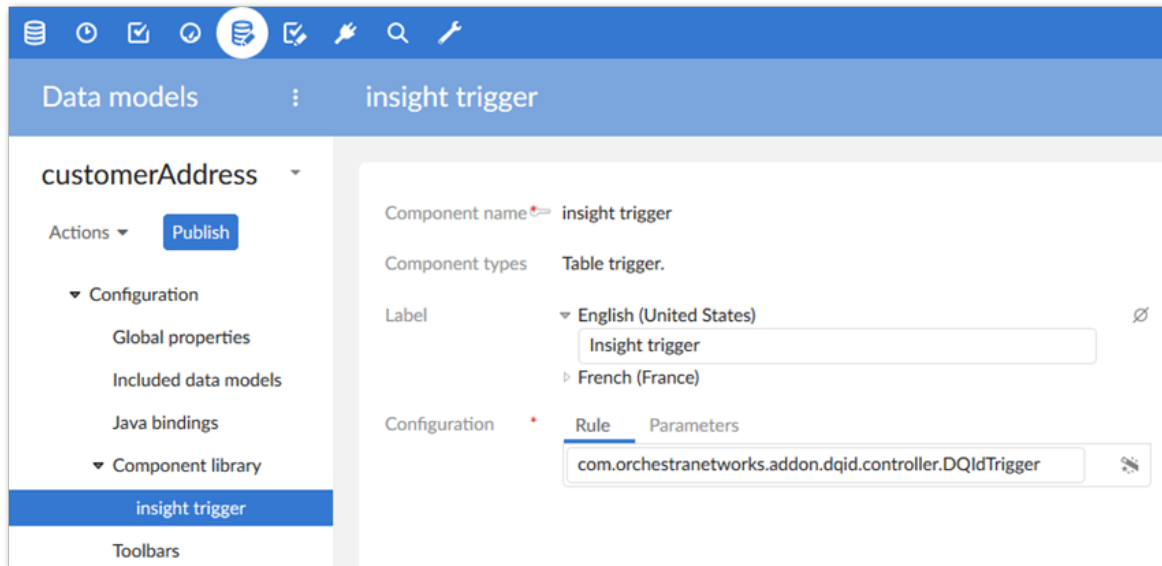 Data models
insight trigger
customerAddress
Actions
Publish
Configuration
Global properties
Included data models
Java bindings
Component library
insight trigger
Toolbars
Component name* insight trigger
Component types Table trigger.
Label English (United States)
Insight trigger
French (France)
Configuration * Rule Parameters
com.orchestranetworks.addon.dqid.controller.DQIdTrigger